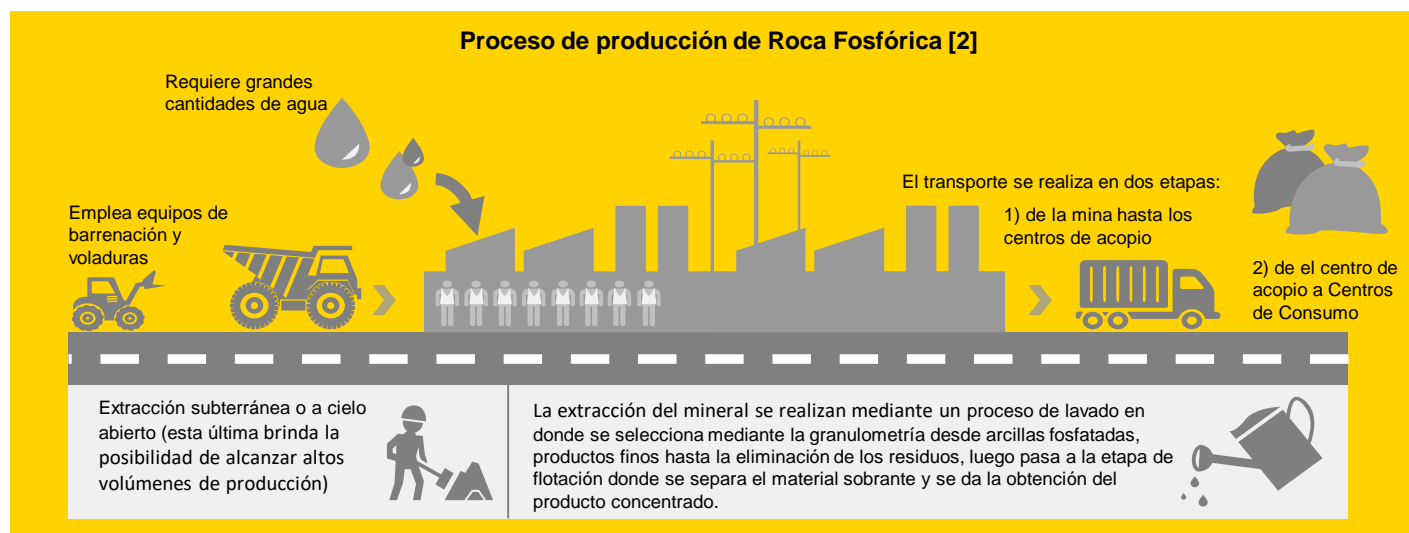 Proceso de producción de Roca Fosfórica [2]
Requiere grandes
cantidades de agua
Emplea equipos de
barrenación y
voladuras
El transporte se realiza en dos etapas:
1) de la mina hasta los
centros de acopio
2) de el centro de
acopio a Centros
de Consumo
Extracción subterránea o a cielo
abierto (esta última brinda la
posibilidad de alcanzar altos
volúmenes de producción)
La extracción del mineral se realizan mediante un proceso de lavado en
donde se selecciona mediante la granulometría desde arcillas fosfatadas,
productos finos hasta la eliminación de los residuos, luego pasa a la etapa de
flotación donde se separa el material sobrante y se da la obtención del
producto concentrado.